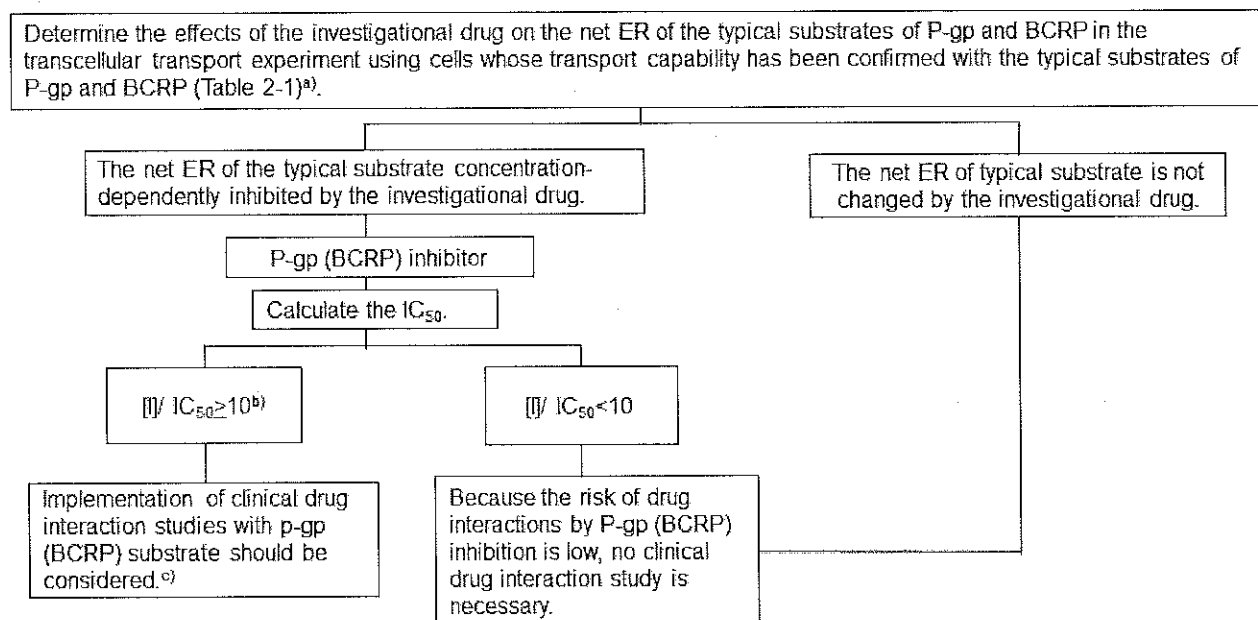 Determine the effects of the investigational drug on the net ER of the typical substrates of P-gp and BCRP in the
transcellular transport experiment using cells whose transport capability has been confirmed with the typical substrates of
P-gp and BCRP (Table 2-1)a).
The net ER of the typical substrate concentration-
dependently inhibited by the investigational drug.
The net ER of typical substrate is not
changed by the investigational drug.
P-gp (BCRP) inhibitor
Calculate the IC50.
[I]/ IC50≥10b)
[I]/ IC50<10
Implementation of clinical drug
interaction studies with p-gp
(BCRP) substrate should be
considered.c)
Because the risk of drug
interactions by P-gp (BCRP)
inhibition is low, no clinical
drug interaction study is
necessary.